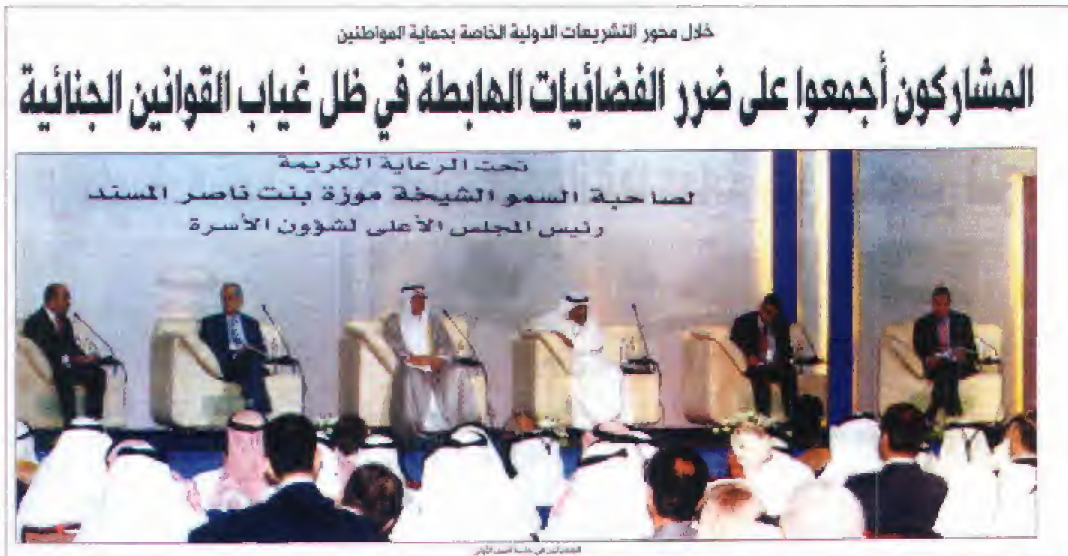 خلال محور التشريعات الدولية الخاصة بحماية المواطنين
المشاركون أجمعوا على ضرر الفضائيات الهابطة في ظل غياب القوانين الجنائية
تحت الرعاية الكريمة
لصاحبة السمو الشيخة موزة بنت ناصر المسند
رئيس المجلس الأعلى لشؤون الأسرة